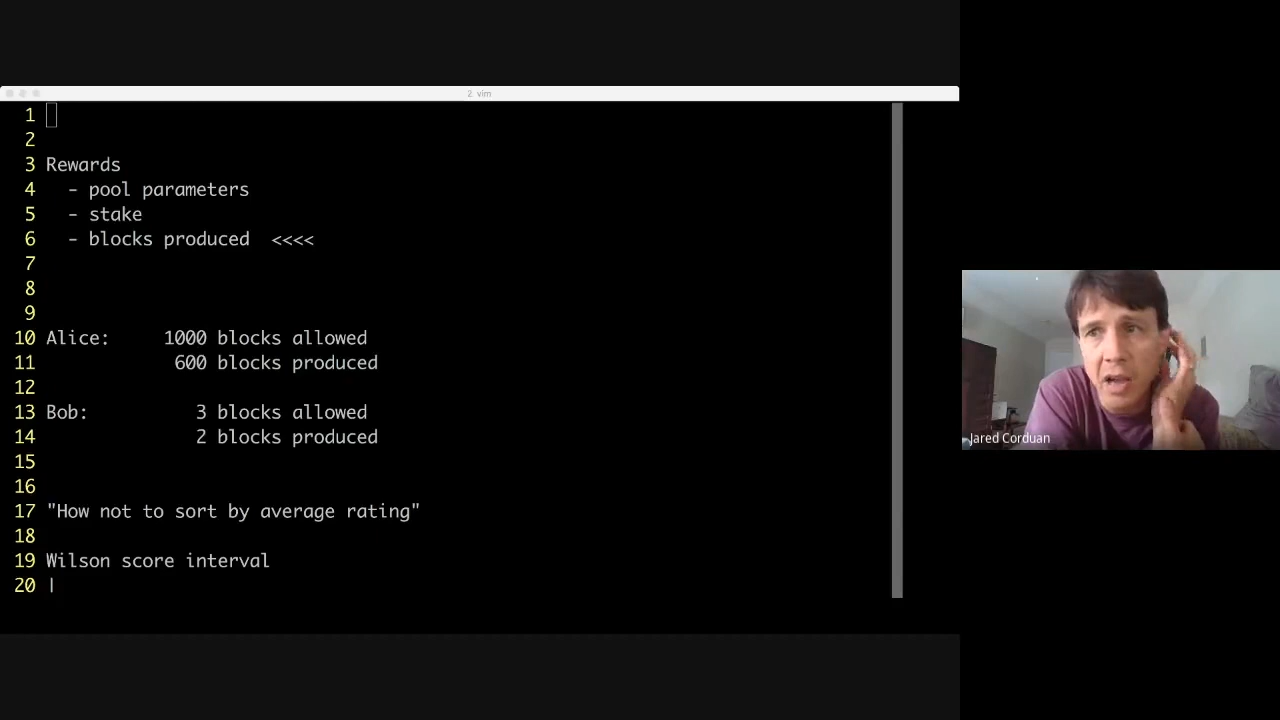 2. vim
1
2
3 Rewards
4 - pool parameters
5 - stake
6 - blocks produced <<<<
7
8
9
10 Alice: 1000 blocks allowed
11 600 blocks produced
12
13 Bob: 3 blocks allowed
14 2 blocks produced
15
16
17 "How not to sort by average rating"
18
19 Wilson score interval
20 |
Jared Corduan